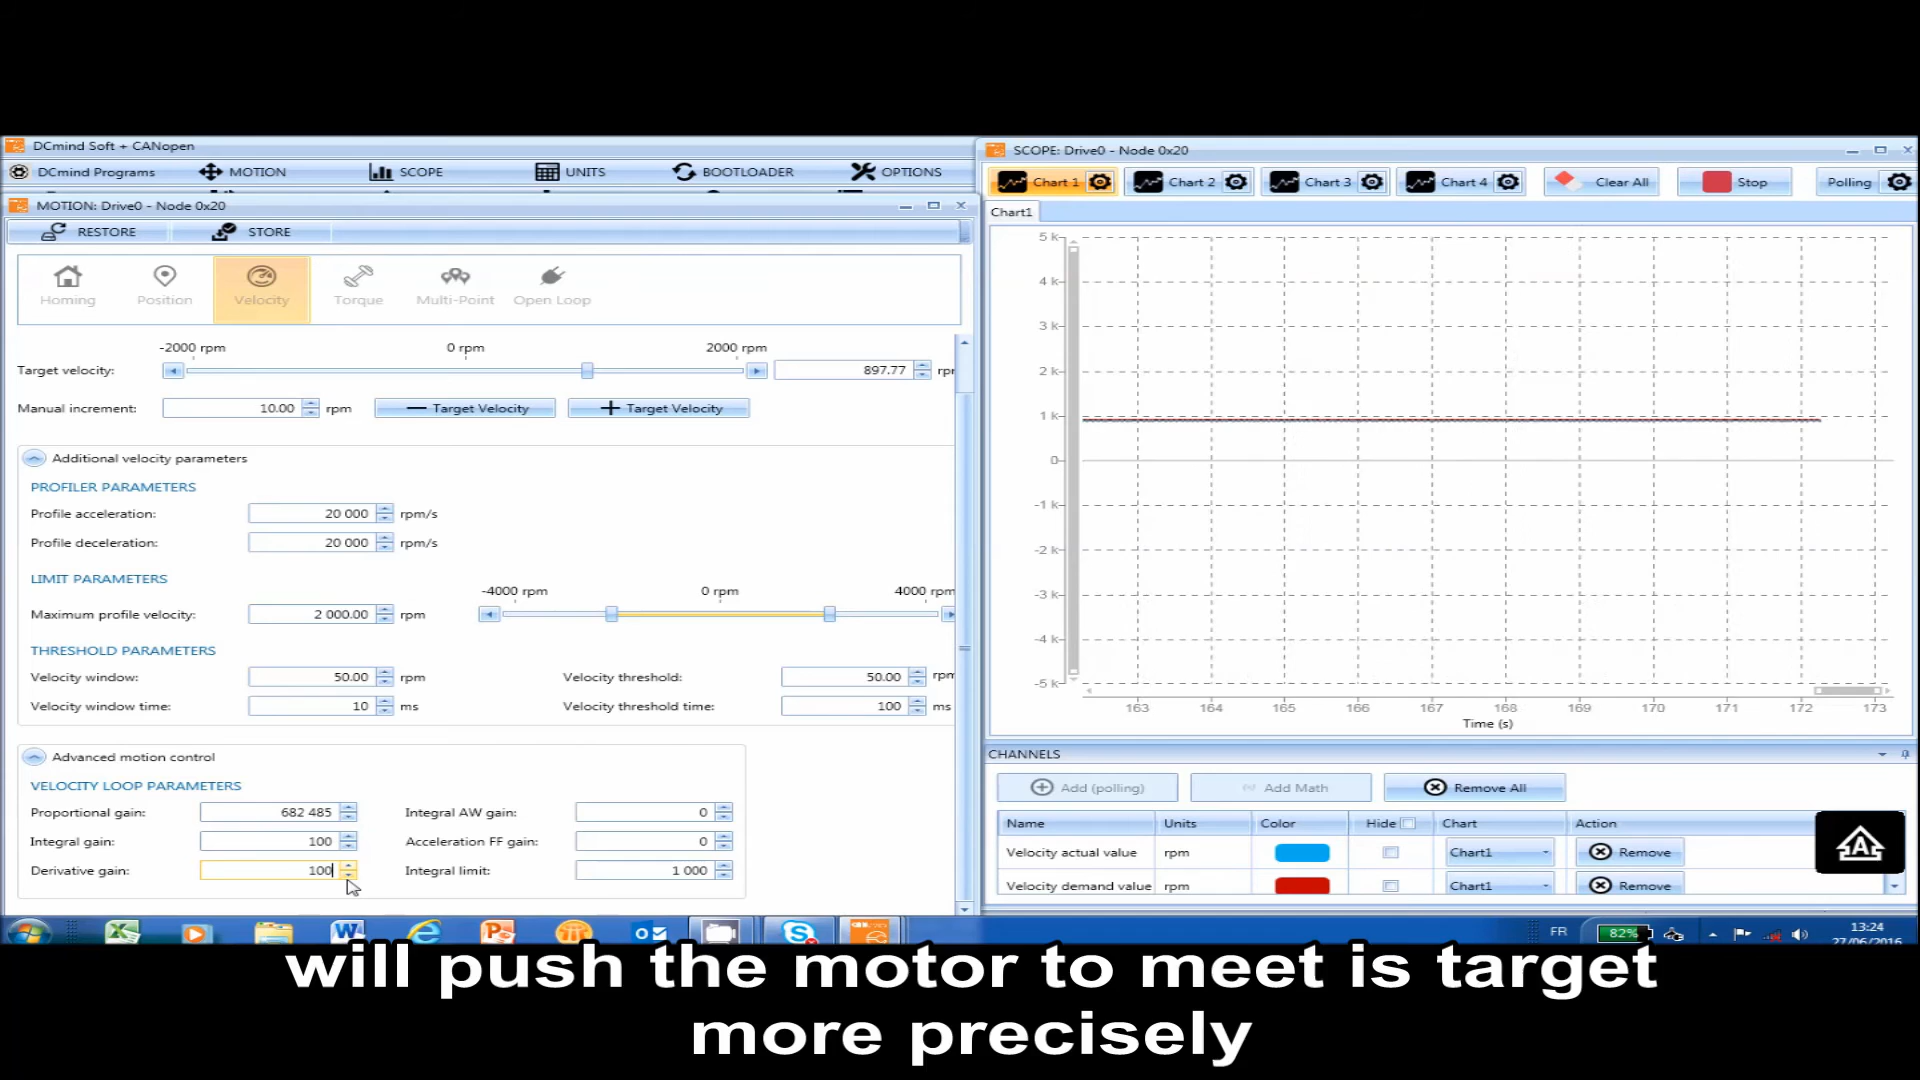 DCmind Soft + CANopen
DCmind Programs MOTION SCOPE UNITS BOOTLOADER OPTIONS
MOTION: Drive0 - Node 0x20
RESTORE STORE
Homing Position Velocity Torque Multi-Point Open Loop
-2000 rpm 0 rpm 2000 rpm
Target velocity: 897.77 rpm
Manual increment: 10.00 rpm Target Velocity Target Velocity
Additional velocity parameters
PROFILER PARAMETERS
Profile acceleration: 20 000 rpm/s
Profile deceleration: 20 000 rpm/s
LIMIT PARAMETERS
-4000 rpm 0 rpm 4000 rpm
Maximum profile velocity: 2 000.00 rpm
THRESHOLD PARAMETERS
Velocity window: 50.00 rpm Velocity threshold: 50.00 rpm
Velocity window time: 10 ms Velocity threshold time: 100 ms
Advanced motion control
VELOCITY LOOP PARAMETERS
Proportional gain: 682 485 Integral AW gain: 0
Integral gain: 100 Acceleration FF gain: 0
Derivative gain: 100 Integral limit: 1 000
SCOPE: Drive0 - Node 0x20
Chart 1 Chart 2 Chart 3 Chart 4 Clear All Stop Polling
Chart1
5 k
4 k
3 k
2 k
1 k
0
-1 k
-2 k
-3 k
-4 k
-5 k
163 164 165 166 167 168 169 170 171 172 173
Time (s)
CHANNELS
Add (polling) Add Math Remove All
Name Units Color Hide Chart Action
Velocity actual value rpm Chart1 Remove
Velocity demand value rpm Chart1 Remove
A
FR 82% 13:24
27/06/2016
will push the motor to meet is target
more precisely